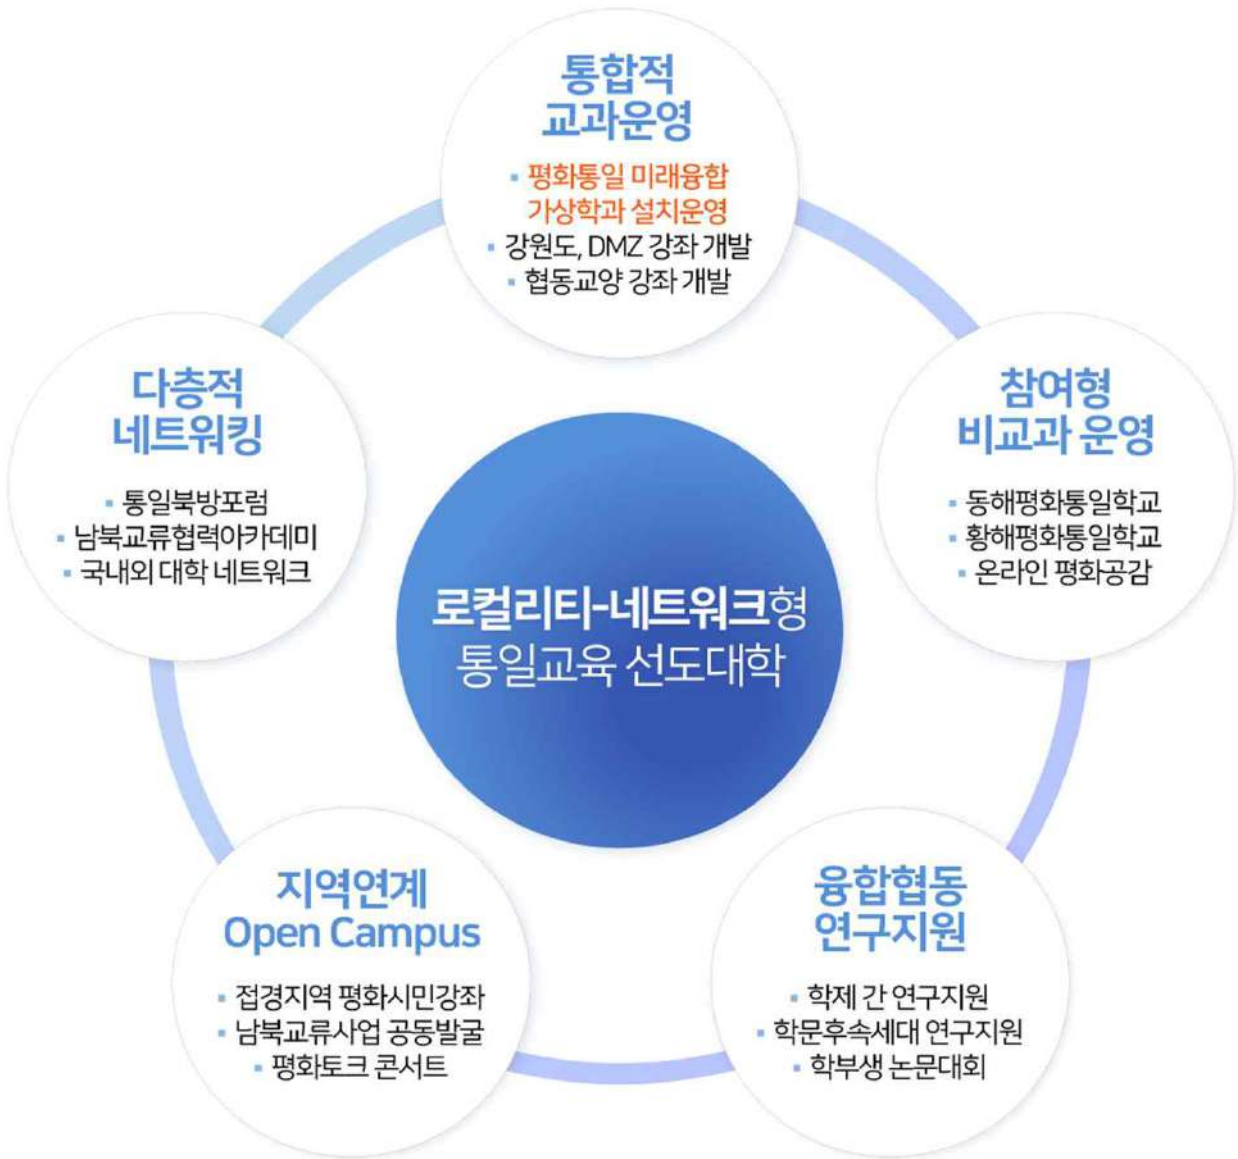 통합적
교과운영
▪ 평화통일 미래융합
가상학과 설치운영
▪ 강원도, DMZ 강좌 개발
▪ 협동교양 강좌 개발
다층적
네트워킹
▪ 통일북방포럼
▪ 남북교류협력아카데미
▪ 국내외 대학 네트워크
참여형
비교과 운영
▪ 동해평화통일학교
▪ 황해평화통일학교
▪ 온라인 평화공감
로컬리티-네트워크형
통일교육 선도대학
지역연계
Open Campus
▪ 접경지역 평화시민강좌
▪ 남북교류사업 공동발굴
▪ 평화토크 콘서트
융합협동
연구지원
▪ 학제 간 연구지원
▪ 학문후속세대 연구지원
▪ 학부생 논문대회